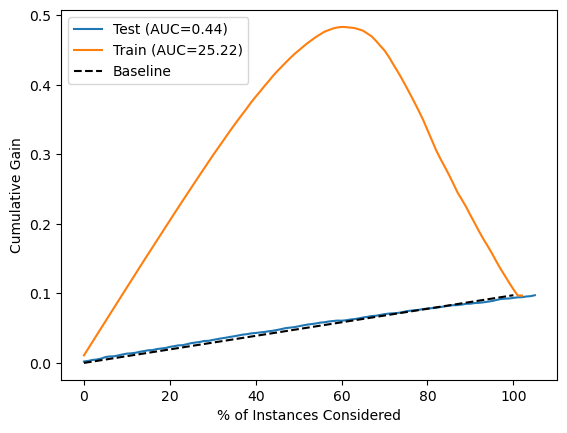 Test (AUC=0.44)
Train (AUC=25.22)
Baseline
0.5
0.4
0.3
0.2
0.1
0.0
Cumulative Gain
0 20 40 60 80 100
% of Instances Considered